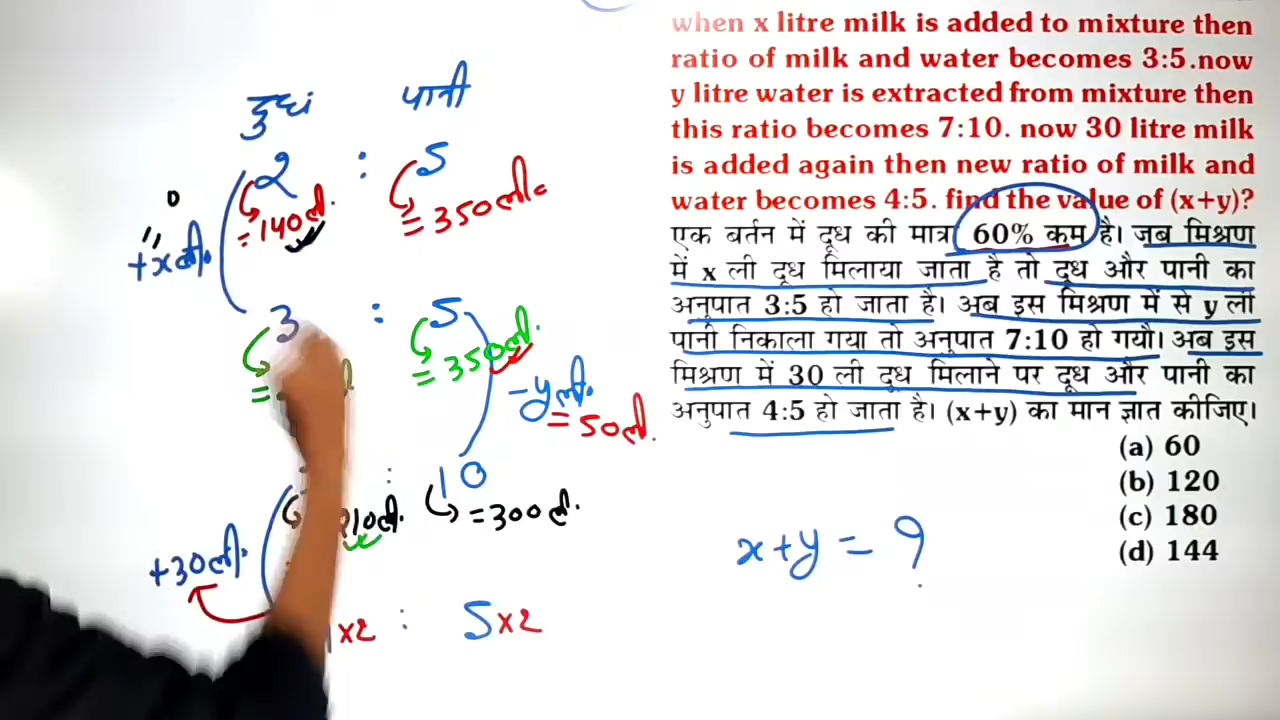 when x litre milk is added to mixture then
ratio of milk and water becomes 3:5.now
y litre water is extracted from mixture then
this ratio becomes 7:10. now 30 litre milk
is added again then new ratio of milk and
water becomes 4:5. find the value of (x+y)?
एक बर्तन में दूध की मात्रा 60% कम है। जब मिश्रण
में x ली दूध मिलाया जाता है तो दूध और पानी का
अनुपात 3:5 हो जाता है। अब इस मिश्रण में से y ली
पानी निकाला गया तो अनुपात 7:10 हो गयौ। अब इस
मिश्रण में 30 ली दूध मिलाने पर दूध और पानी का
अनुपात 4:5 हो जाता है। (x+y) का मान ज्ञात कीजिए।
(a) 60
(b) 120
(c) 180
(d) 144
x+y = ?
पानी
2 : 5
= 140ली. = 350ली.
+xली.
3 : 5
= 350ली.
-yली.
= 50ली.
: 10
210ली. = 300ली.
+30ली.
x2 : 5x2